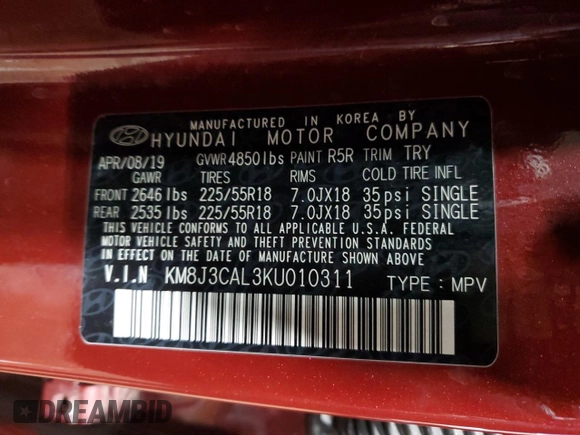 MANUFACTURED IN KOREA BY
HYUNDAI MOTOR COMPANY
APR/08/19 GVWR 4850lbs PAINT R5R TRIM TRY
GAWR TIRES RIMS COLD TIRE INFL
FRONT 2646lbs 225/55R18 7.0JX18 35psi SINGLE
REAR 2535lbs 225/55R18 7.0JX18 35psi SINGLE
THIS VEHICLE CONFORMS TO ALL APPLICABLE U.S.A. FEDERAL
MOTOR VEHICLE SAFETY, BUMPER, AND THEFT PREVENTION STANDARDS
IN EFFECT ON THE DATE OF MANUFACTURE SHOWN ABOVE.
V.I.N KM8J3CAL3KU010311 TYPE : MPV
DREAMBID